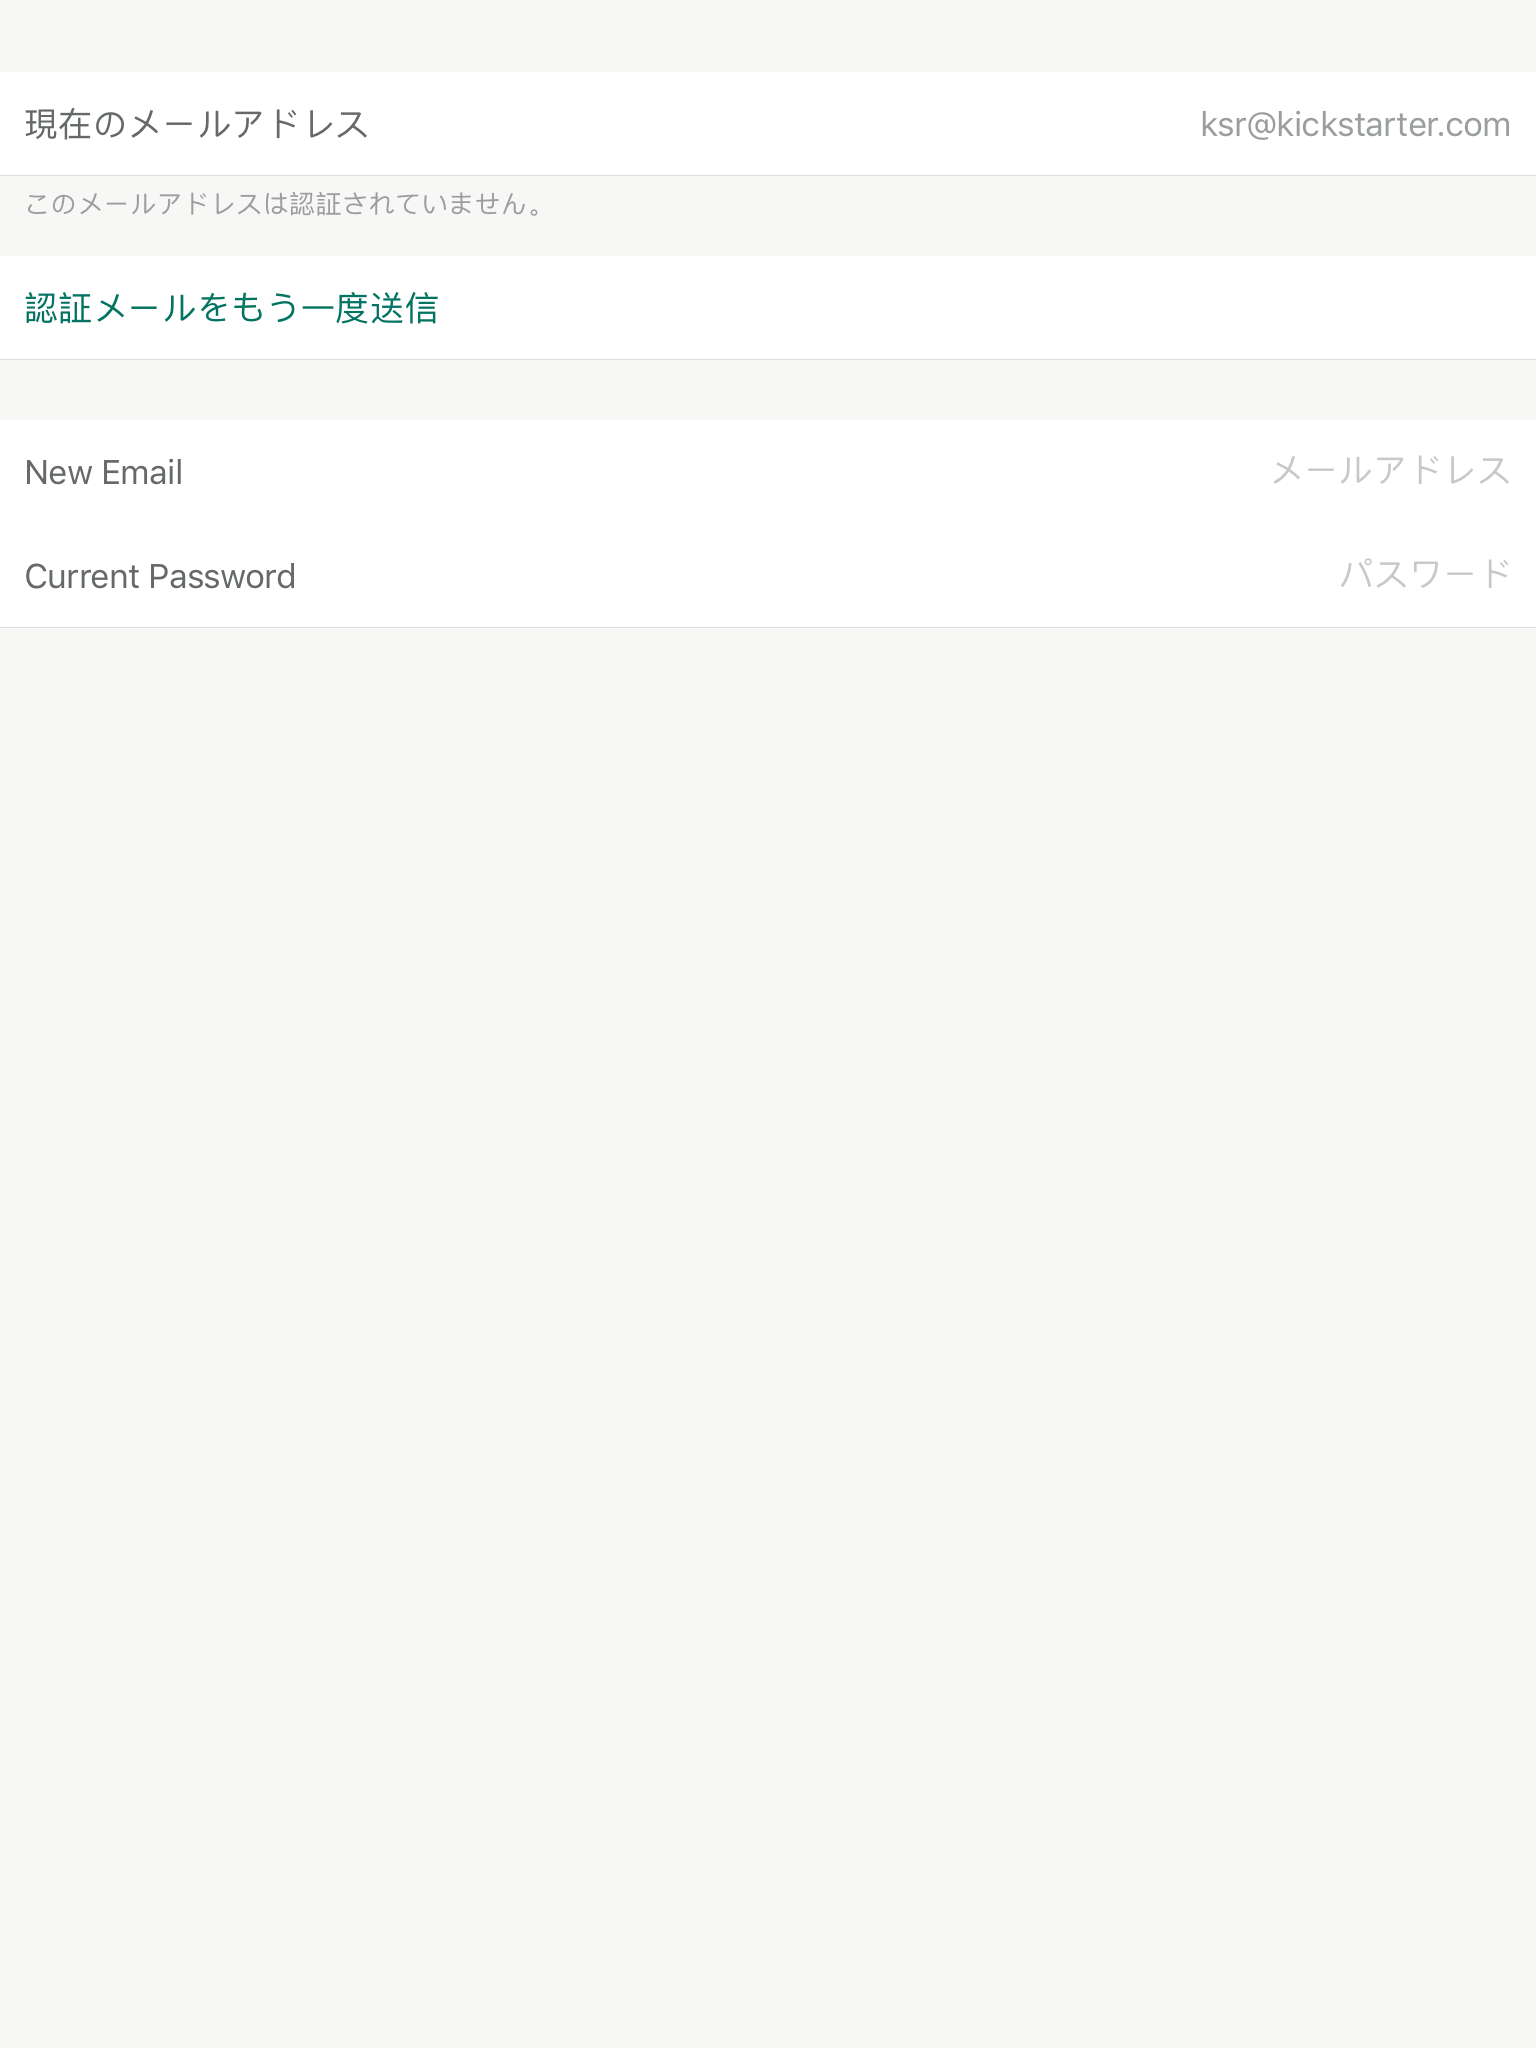 現在のメールアドレス ksr@kickstarter.com
このメールアドレスは認証されていません。
認証メールをもう一度送信
New Email メールアドレス
Current Password パスワード